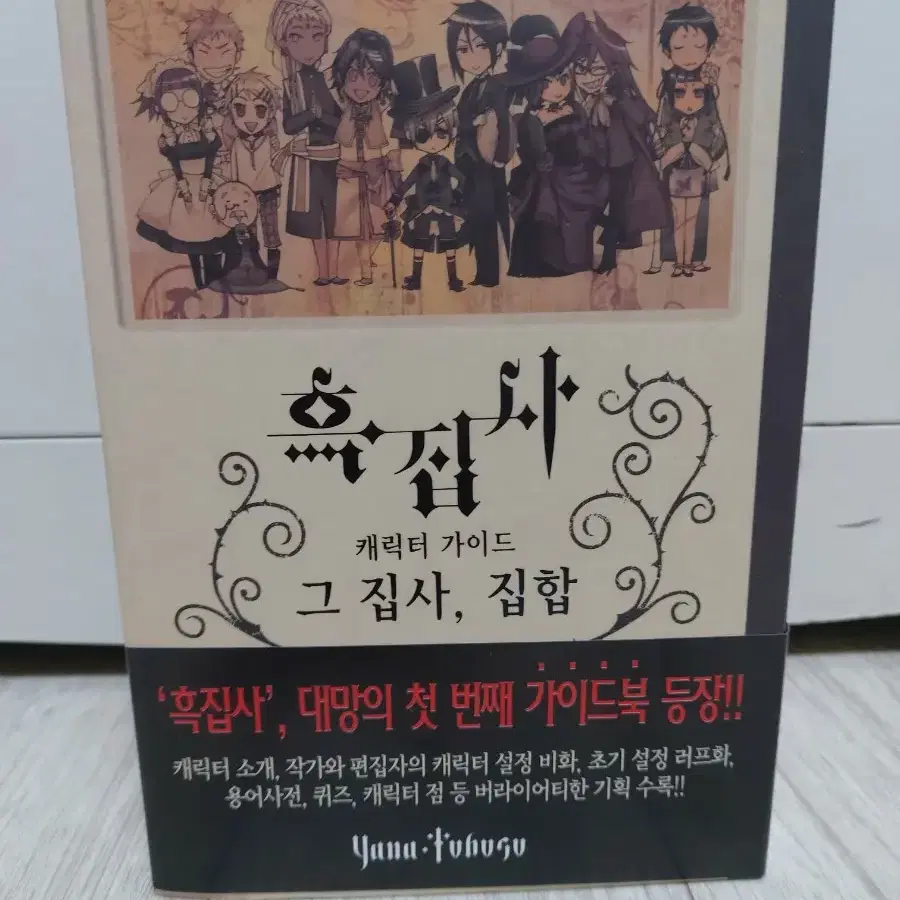 흑집사
캐릭터 가이드
그 집사, 집합
'흑집사', 대망의 첫 번째 가이드북 등장!!
캐릭터 소개, 작가와 편집자의 캐릭터 설정 비화, 초기 설정 러프화,
용어사전, 퀴즈, 캐릭터 점 등 버라이어티한 기획 수록!!
Yana·Toboso